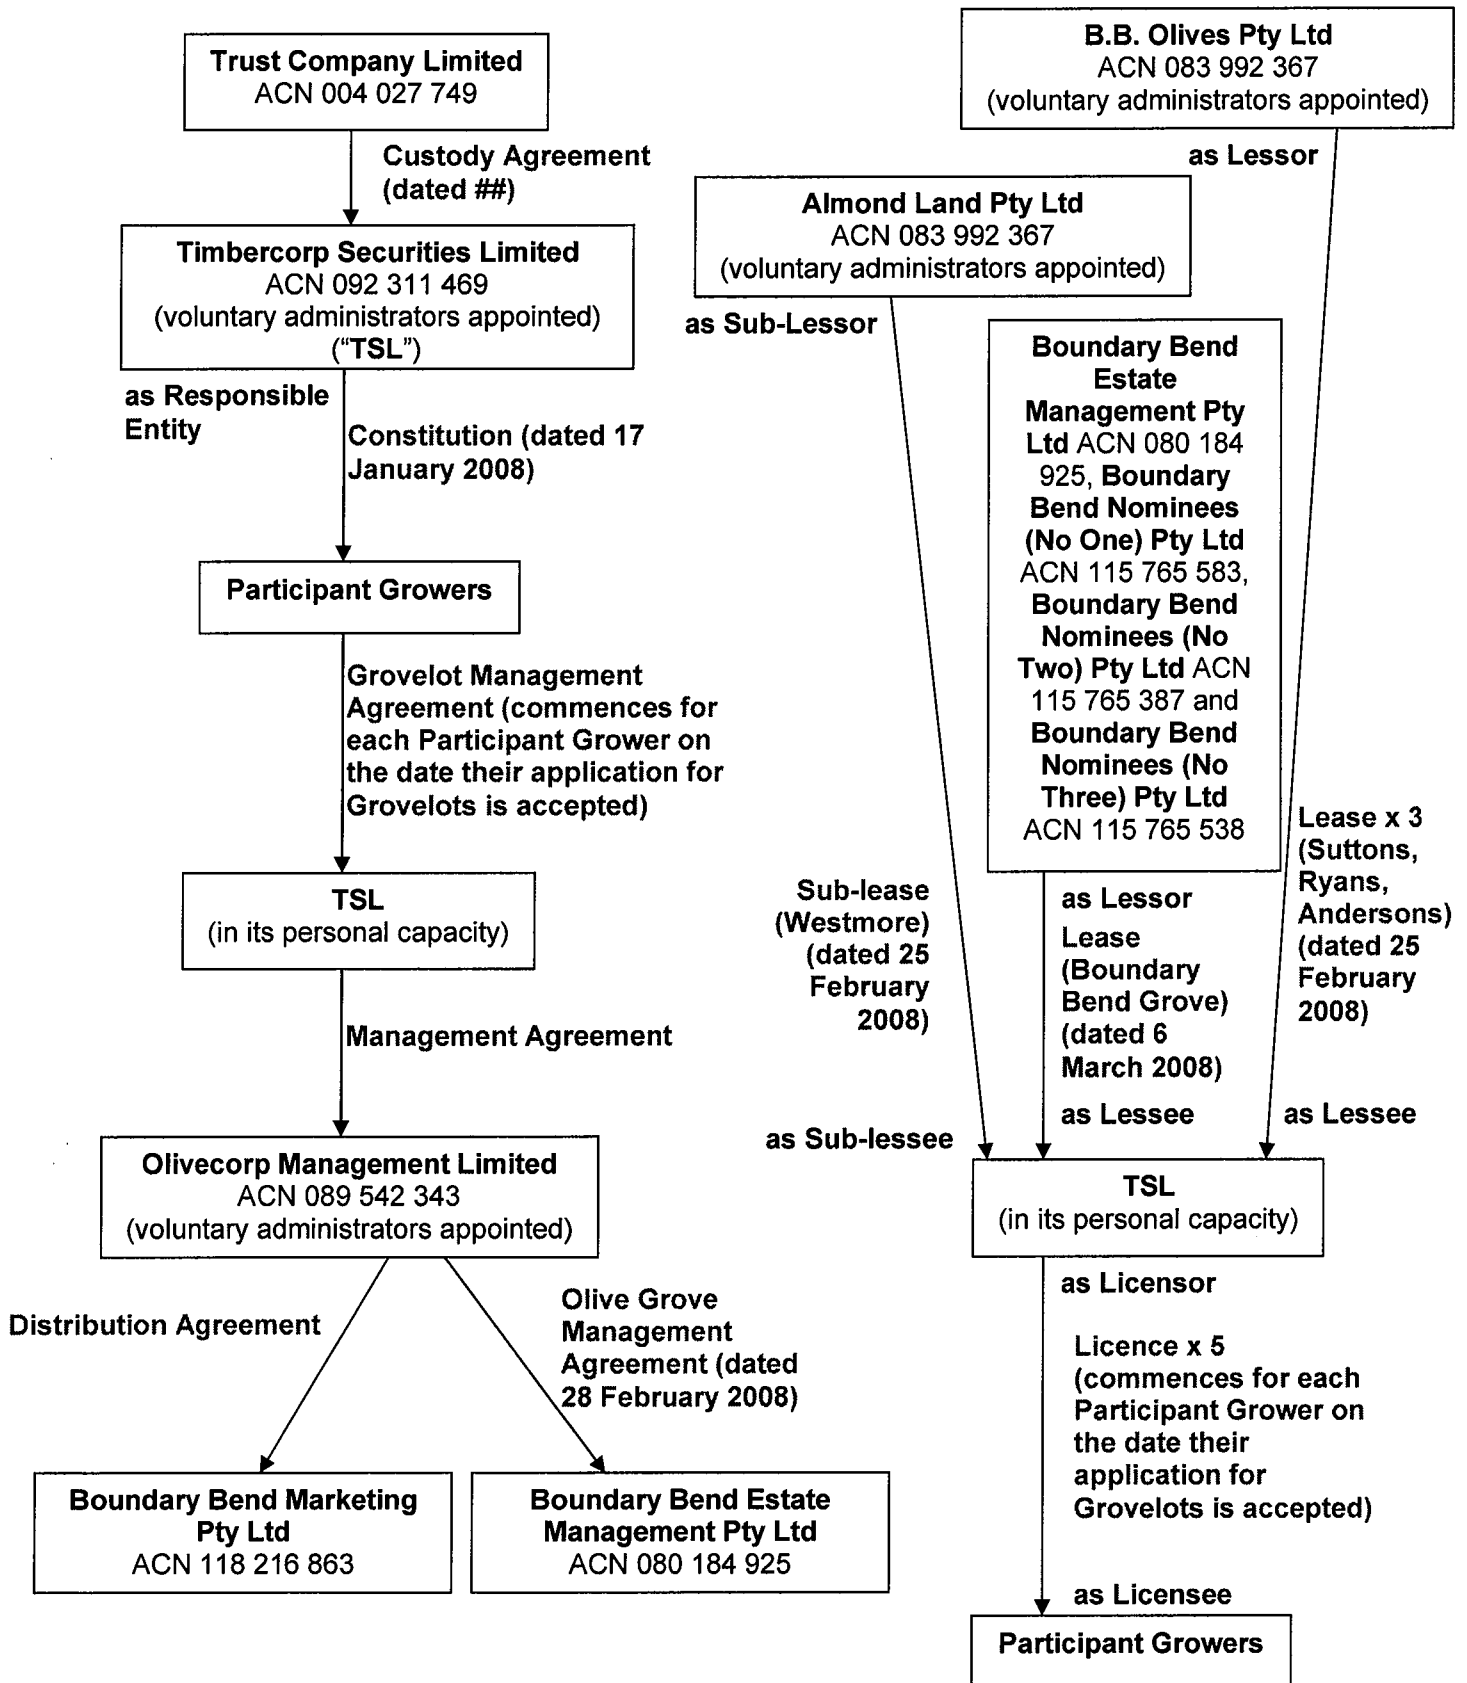 Trust Company Limited
ACN 004 027 749
Custody Agreement
(dated ##)
Timbercorp Securities Limited
ACN 092 311 469
(voluntary administrators appointed)
("TSL")
as Responsible
Entity
Constitution (dated 17
January 2008)
Participant Growers
Grovelot Management
Agreement (commences for
each Participant Grower on
the date their application for
Grovelots is accepted)
TSL
(in its personal capacity)
Management Agreement
Olivecorp Management Limited
ACN 089 542 343
(voluntary administrators appointed)
Distribution Agreement
Olive Grove
Management
Agreement (dated
28 February 2008)
Boundary Bend Marketing
Pty Ltd
ACN 118 216 863
Boundary Bend Estate
Management Pty Ltd
ACN 080 184 925
B.B. Olives Pty Ltd
ACN 083 992 367
(voluntary administrators appointed)
as Lessor
Almond Land Pty Ltd
ACN 083 992 367
(voluntary administrators appointed)
as Sub-Lessor
Boundary Bend
Estate
Management Pty
Ltd ACN 080 184
925, Boundary
Bend Nominees
(No One) Pty Ltd
ACN 115 765 583,
Boundary Bend
Nominees (No
Two) Pty Ltd ACN
115 765 387 and
Boundary Bend
Nominees (No
Three) Pty Ltd
ACN 115 765 538
Sub-lease
(Westmore)
(dated 25
February
2008)
as Lessor
Lease
(Boundary
Bend Grove)
(dated 6
March 2008)
Lease x 3
(Suttons,
Ryans,
Andersons)
(dated 25
February
2008)
as Sub-lessee
as Lessee
as Lessee
TSL
(in its personal capacity)
as Licensor
Licence x 5
(commences for each
Participant Grower on
the date their
application for
Grovelots is accepted)
as Licensee
Participant Growers